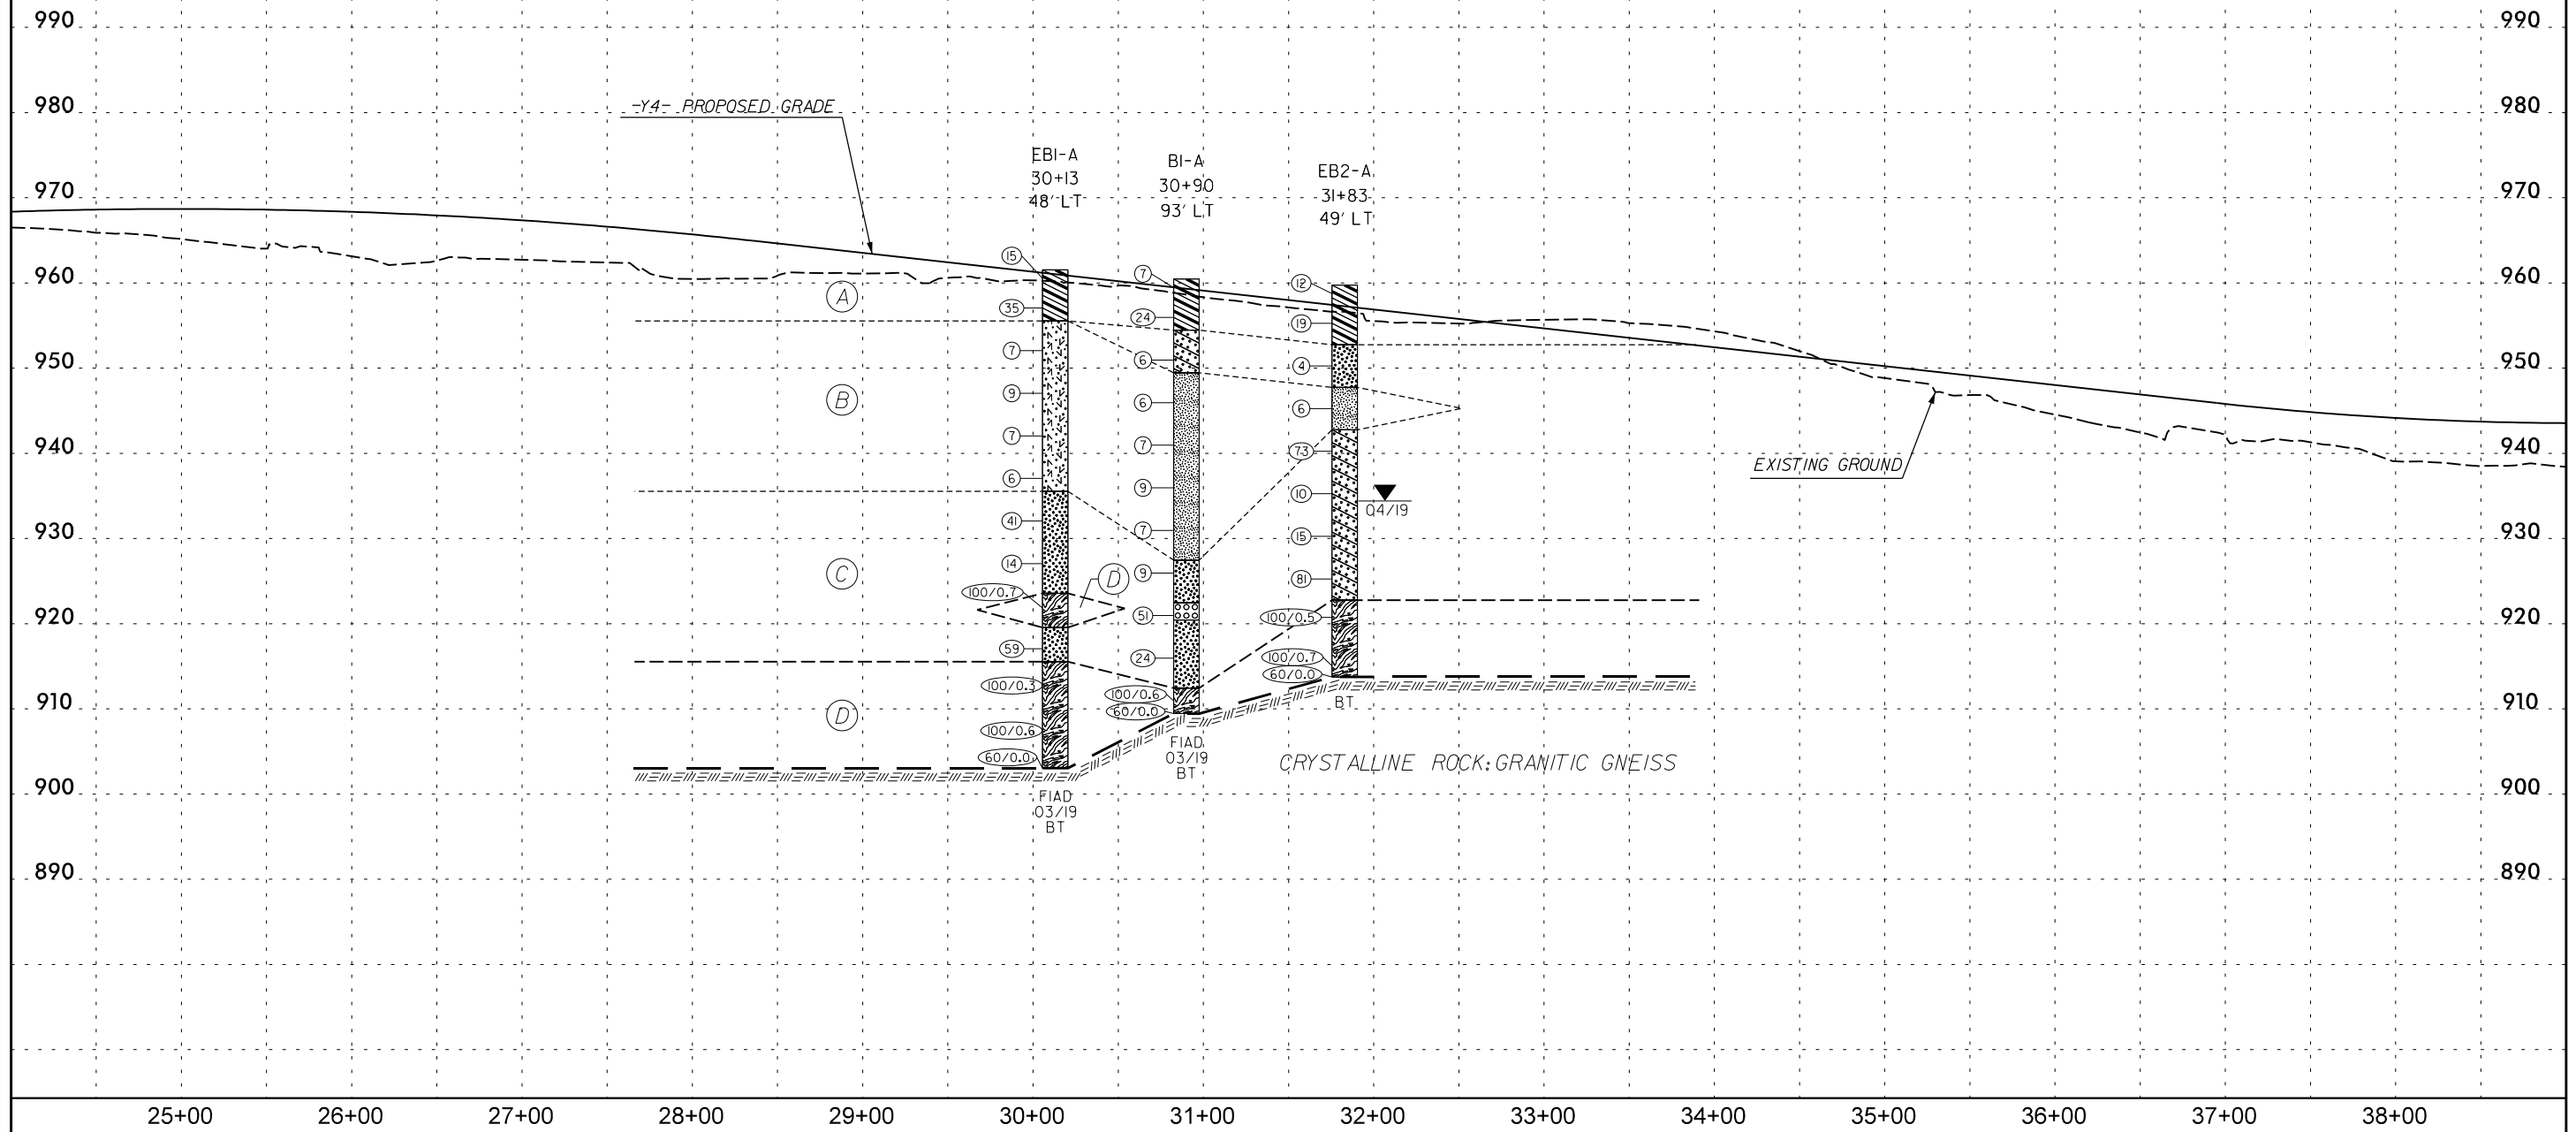 990 990
980 980
-Y4- PROPOSED GRADE
EB1-A
30+13
48' LT
B1-A
30+90
93' LT
EB2-A
31+83
49' LT
970 970
960 960
950 950
940 940
930 930
920 920
910 910
900 900
890 890
A
B
C
D
D
15
35
7
9
7
6
41
14
100/0.7
59
100/0.3
100/0.6
60/0.0
FIAD
03/19
BT
7
24
6
6
7
9
7
9
51
24
100/0.6
60/0.0
FIAD
03/19
BT
12
19
4
6
73
10
15
81
100/0.5
100/0.7
60/0.0
BT
04/19
EXISTING GROUND
CRYSTALLINE ROCK: GRANITIC GNEISS
25+00 26+00 27+00 28+00 29+00 30+00 31+00 32+00 33+00 34+00 35+00 36+00 37+00 38+00